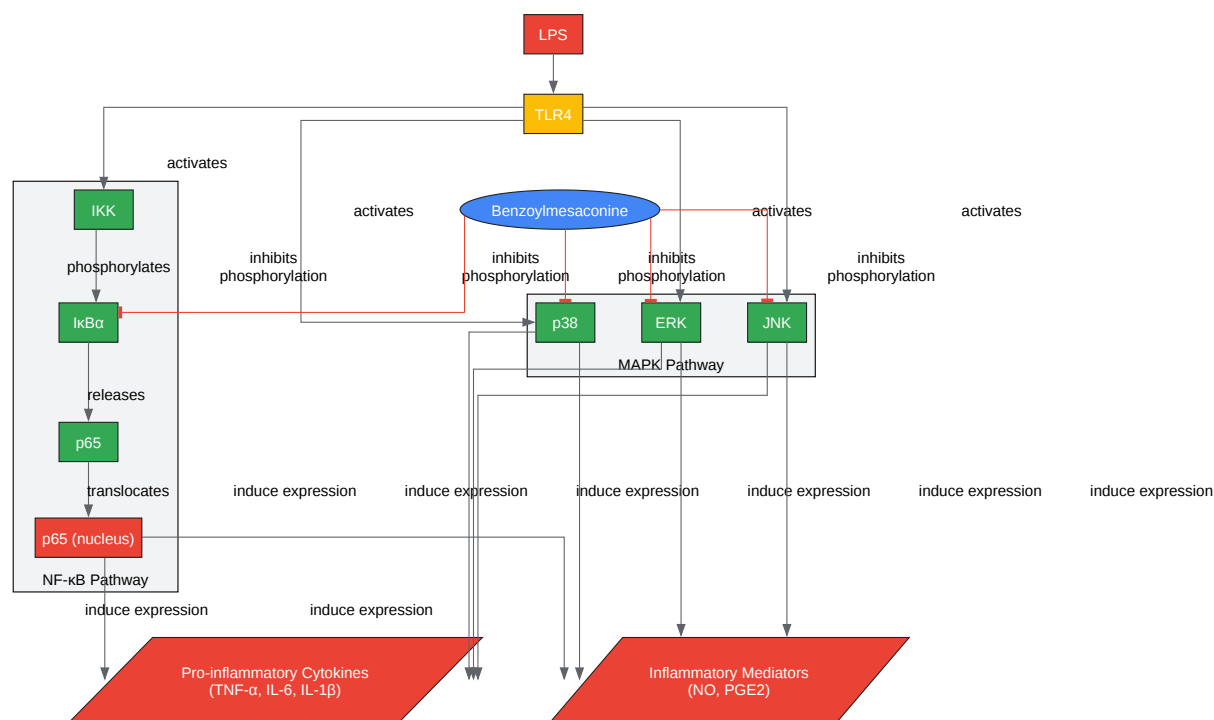 LPS
TLR4
activates
IKK
Benzoylmesaconine
activates
activates
activates
phosphorylates
inhibits
phosphorylation
inhibits
phosphorylation
inhibits
phosphorylation
inhibits
phosphorylation
IκBα
p38
ERK
JNK
MAPK Pathway
releases
p65
translocates
induce expression
induce expression
induce expression
induce expression
induce expression
induce expression
p65 (nucleus)
NF-κB Pathway
induce expression
induce expression
Pro-inflammatory Cytokines
(TNF-α, IL-6, IL-1β)
Inflammatory Mediators
(NO, PGE2)